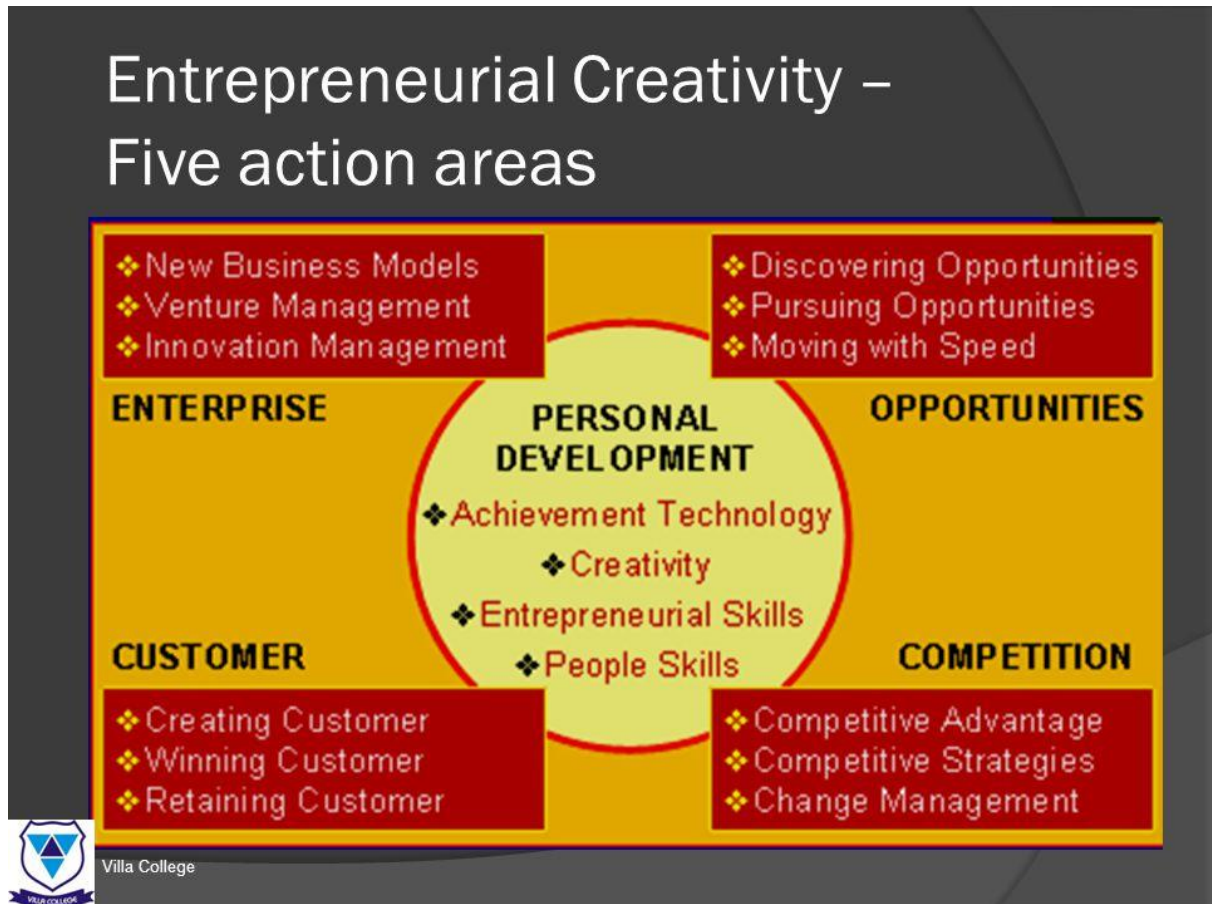 Entrepreneurial Creativity –
Five action areas
❖New Business Models
❖Venture Management
❖Innovation Management
ENTERPRISE
❖Discovering Opportunities
❖Pursuing Opportunities
❖Moving with Speed
OPPORTUNITIES
PERSONAL
DEVELOPMENT
❖Achievement Technology
❖Creativity
❖Entrepreneurial Skills
❖People Skills
CUSTOMER
❖Creating Customer
❖Winning Customer
❖Retaining Customer
COMPETITION
❖Competitive Advantage
❖Competitive Strategies
❖Change Management
VILLA COLLEGE
Villa College